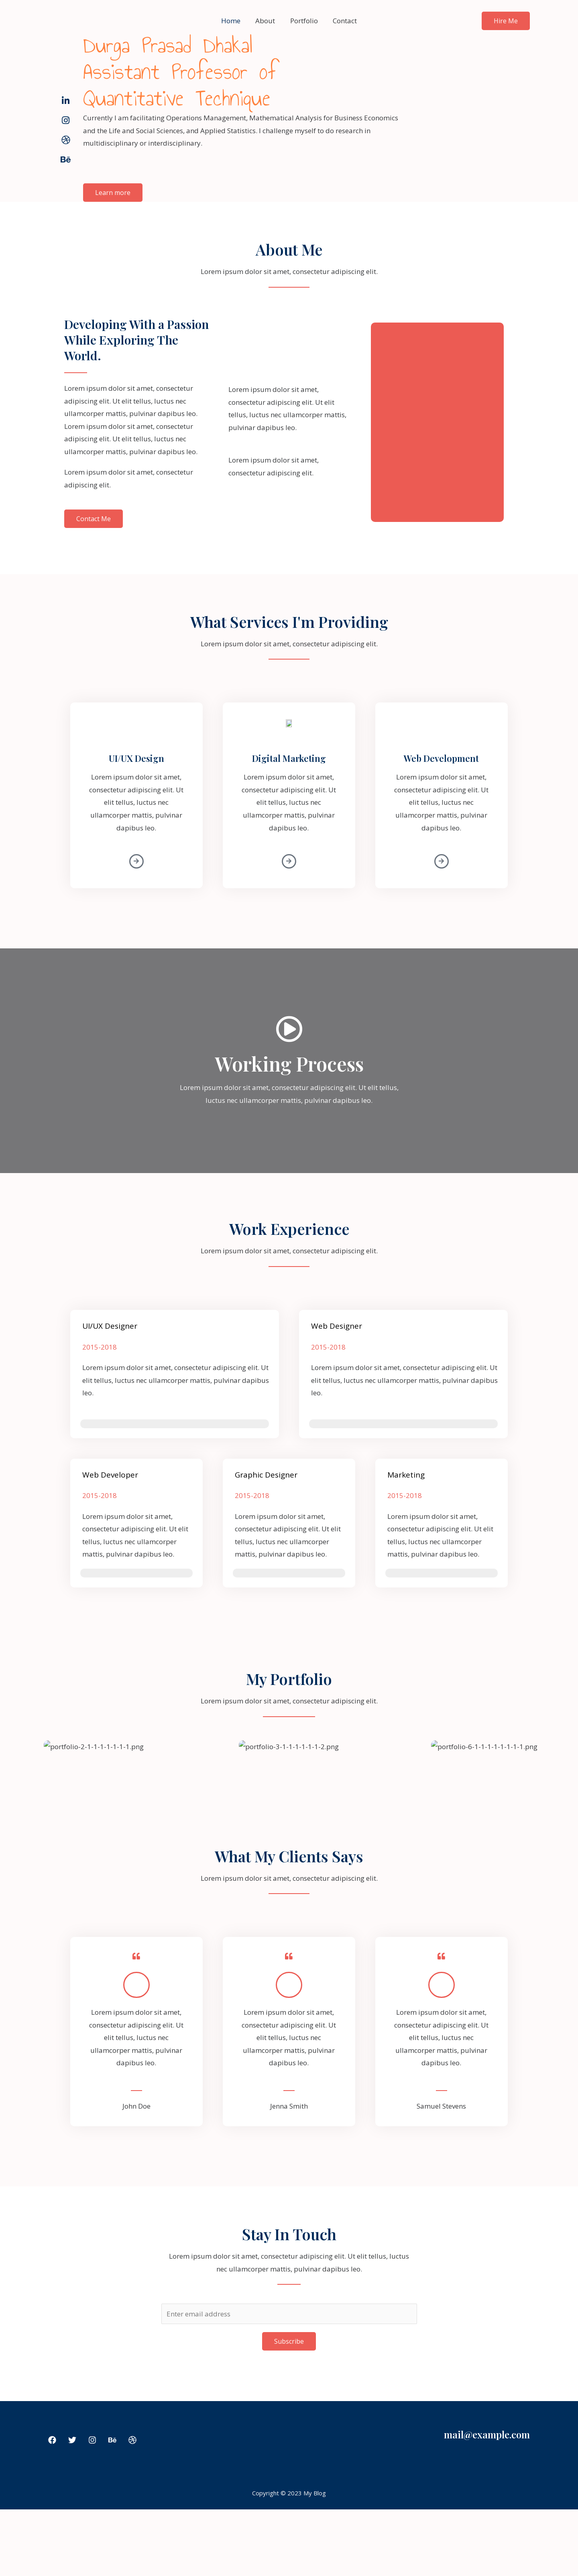 Home About Portfolio Contact Hire Me
Durga Prasad Dhakal
Assistant Professor of
Quantitative Technique
Currently I am facilitating Operations Management, Mathematical Analysis for Business Economics
and the Life and Social Sciences, and Applied Statistics. I challenge myself to do research in
multidisciplinary or interdisciplinary.
Learn more
About Me
Lorem ipsum dolor sit amet, consectetur adipiscing elit.
Developing With a Passion
While Exploring The
World.
Lorem ipsum dolor sit amet, consectetur
adipiscing elit. Ut elit tellus, luctus nec
ullamcorper mattis, pulvinar dapibus leo.
Lorem ipsum dolor sit amet, consectetur
adipiscing elit. Ut elit tellus, luctus nec
ullamcorper mattis, pulvinar dapibus leo.
Lorem ipsum dolor sit amet, consectetur
adipiscing elit.
Contact Me
Lorem ipsum dolor sit amet,
consectetur adipiscing elit. Ut elit
tellus, luctus nec ullamcorper mattis,
pulvinar dapibus leo.
Lorem ipsum dolor sit amet,
consectetur adipiscing elit.
What Services I'm Providing
Lorem ipsum dolor sit amet, consectetur adipiscing elit.
UI/UX Design
Lorem ipsum dolor sit amet,
consectetur adipiscing elit. Ut
elit tellus, luctus nec
ullamcorper mattis, pulvinar
dapibus leo.
Digital Marketing
Lorem ipsum dolor sit amet,
consectetur adipiscing elit. Ut
elit tellus, luctus nec
ullamcorper mattis, pulvinar
dapibus leo.
Web Development
Lorem ipsum dolor sit amet,
consectetur adipiscing elit. Ut
elit tellus, luctus nec
ullamcorper mattis, pulvinar
dapibus leo.
Working Process
Lorem ipsum dolor sit amet, consectetur adipiscing elit. Ut elit tellus,
luctus nec ullamcorper mattis, pulvinar dapibus leo.
Work Experience
Lorem ipsum dolor sit amet, consectetur adipiscing elit.
UI/UX Designer
2015-2018
Lorem ipsum dolor sit amet, consectetur adipiscing elit. Ut
elit tellus, luctus nec ullamcorper mattis, pulvinar dapibus
leo.
Web Designer
2015-2018
Lorem ipsum dolor sit amet, consectetur adipiscing elit. Ut
elit tellus, luctus nec ullamcorper mattis, pulvinar dapibus
leo.
Web Developer
2015-2018
Lorem ipsum dolor sit amet,
consectetur adipiscing elit. Ut elit
tellus, luctus nec ullamcorper
mattis, pulvinar dapibus leo.
Graphic Designer
2015-2018
Lorem ipsum dolor sit amet,
consectetur adipiscing elit. Ut elit
tellus, luctus nec ullamcorper
mattis, pulvinar dapibus leo.
Marketing
2015-2018
Lorem ipsum dolor sit amet,
consectetur adipiscing elit. Ut elit
tellus, luctus nec ullamcorper
mattis, pulvinar dapibus leo.
My Portfolio
Lorem ipsum dolor sit amet, consectetur adipiscing elit.
portfolio-2-1-1-1-1-1-1-1.png portfolio-3-1-1-1-1-1-1-2.png portfolio-6-1-1-1-1-1-1-1-1.png
What My Clients Says
Lorem ipsum dolor sit amet, consectetur adipiscing elit.
Lorem ipsum dolor sit amet,
consectetur adipiscing elit. Ut
elit tellus, luctus nec
ullamcorper mattis, pulvinar
dapibus leo.
John Doe
Lorem ipsum dolor sit amet,
consectetur adipiscing elit. Ut
elit tellus, luctus nec
ullamcorper mattis, pulvinar
dapibus leo.
Jenna Smith
Lorem ipsum dolor sit amet,
consectetur adipiscing elit. Ut
elit tellus, luctus nec
ullamcorper mattis, pulvinar
dapibus leo.
Samuel Stevens
Stay In Touch
Lorem ipsum dolor sit amet, consectetur adipiscing elit. Ut elit tellus, luctus
nec ullamcorper mattis, pulvinar dapibus leo.
Enter email address
Subscribe
mail@example.com
Copyright © 2023 My Blog